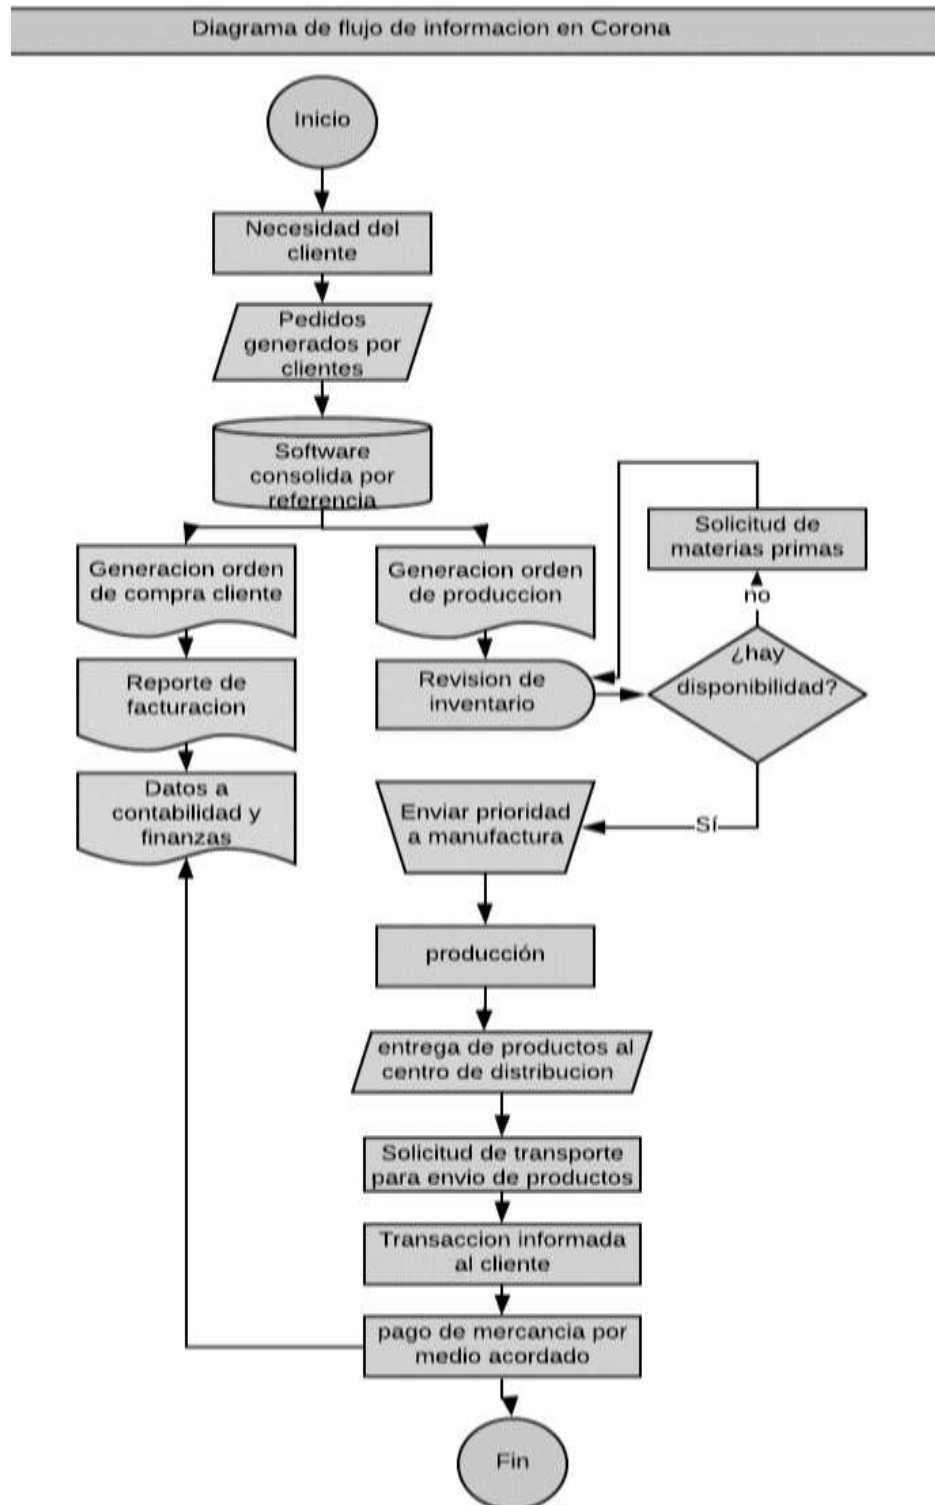 Diagrama de flujo de informacion en Corona
Inicio
Necesidad del
cliente
Pedidos
generados por
clientes
Software
consolida por
referencia
Generacion orden
de compra cliente
Reporte de
facturacion
Datos a
contabilidad y
finanzas
Generacion orden
de produccion
Revision de
inventario
Solicitud de
materias primas
no
¿hay
disponibilidad?
Sí
Enviar prioridad
a manufactura
producción
entrega de productos al
centro de distribucion
Solicitud de transporte
para envio de productos
Transaccion informada
al cliente
pago de mercancia por
medio acordado
Fin